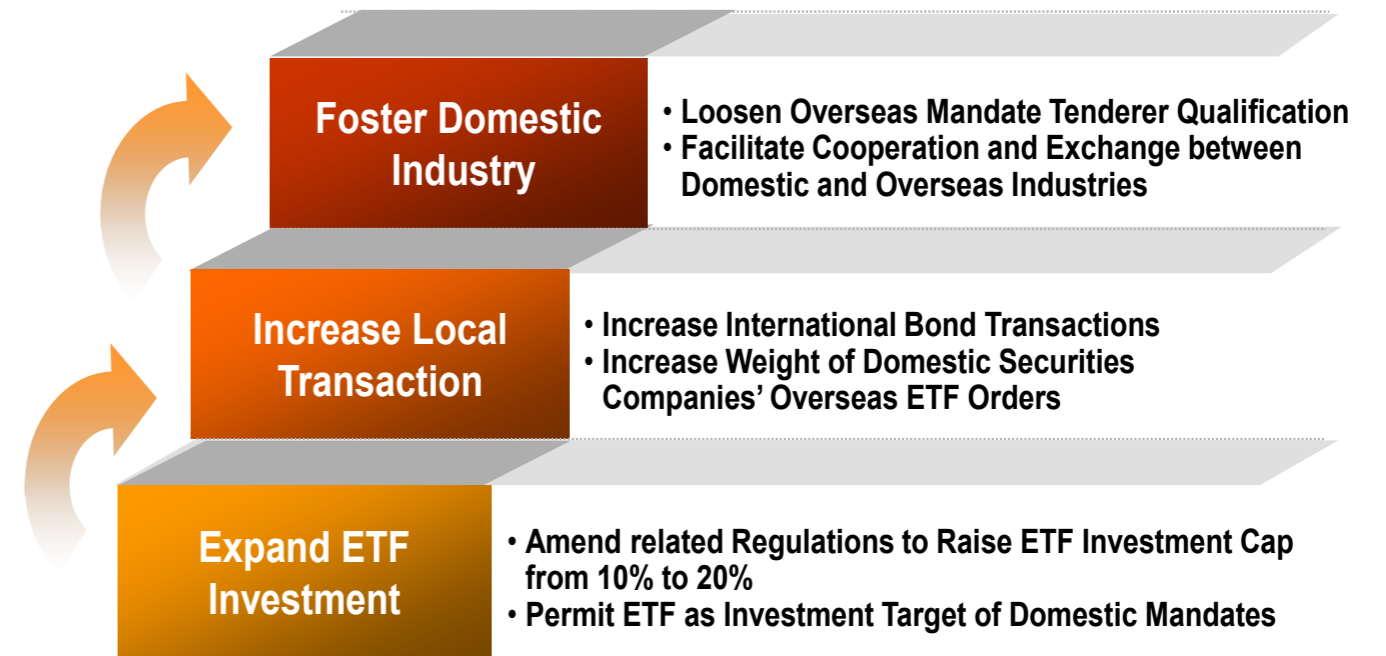 Foster Domestic
Industry
• Loosen Overseas Mandate Tenderer Qualification
• Facilitate Cooperation and Exchange between
Domestic and Overseas Industries
Increase Local
Transaction
• Increase International Bond Transactions
• Increase Weight of Domestic Securities
Companies’ Overseas ETF Orders
Expand ETF
Investment
• Amend related Regulations to Raise ETF Investment Cap
from 10% to 20%
• Permit ETF as Investment Target of Domestic Mandates